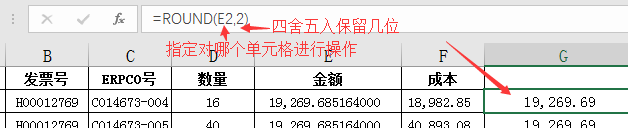 =ROUND(E2,2) 四舍五入保留几位
指定对哪个单元格进行操作
B C D E F G
发票号 ERPCO号 数量 金额 成本
H00012769 C014673-004 16 19,269.685164000 18,982.85 19,269.69
H00012769 C014673-005 40 19,269.685164000 40,893.08 19,269.69